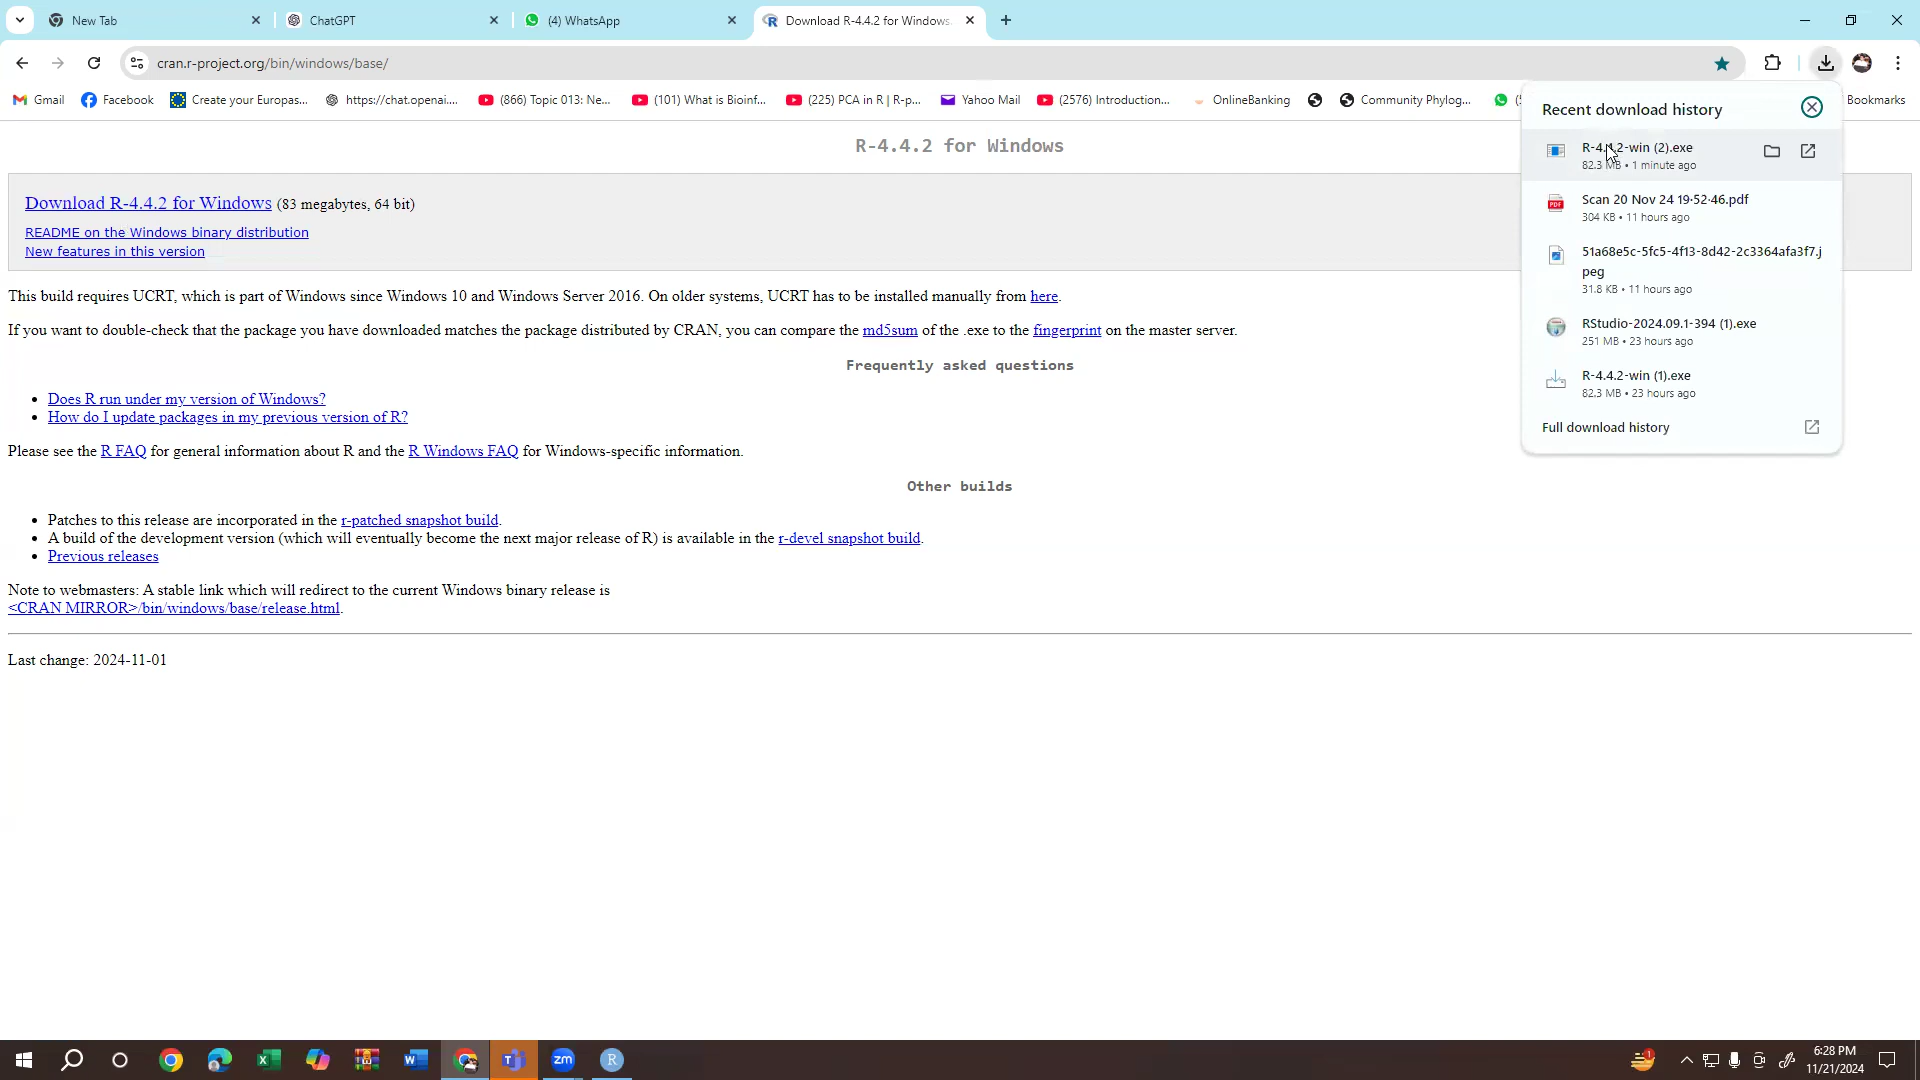 New Tab
ChatGPT
(4) WhatsApp
Download R-4.4.2 for Windows
cran.r-project.org/bin/windows/base/
Gmail
Facebook
Create your Europas...
https://chat.openai....
(866) Topic 013: Ne...
(101) What is Bioinf...
(225) PCA in R | R-p...
Yahoo Mail
(2576) Introduction...
OnlineBanking
Community Phylog...
Bookmarks
R-4.4.2 for Windows
Download R-4.4.2 for Windows (83 megabytes, 64 bit)
README on the Windows binary distribution
New features in this version
This build requires UCRT, which is part of Windows since Windows 10 and Windows Server 2016. On older systems, UCRT has to be installed manually from here.
If you want to double-check that the package you have downloaded matches the package distributed by CRAN, you can compare the md5sum of the .exe to the fingerprint on the master server.
Frequently asked questions
Does R run under my version of Windows?
How do I update packages in my previous version of R?
Please see the R FAQ for general information about R and the R Windows FAQ for Windows-specific information.
Other builds
Patches to this release are incorporated in the r-patched snapshot build.
A build of the development version (which will eventually become the next major release of R) is available in the r-devel snapshot build.
Previous releases
Note to webmasters: A stable link which will redirect to the current Windows binary release is
<CRAN MIRROR>/bin/windows/base/release.html.
Last change: 2024-11-01
Recent download history
R-4.4.2-win (2).exe
82.3 MB • 1 minute ago
Scan 20 Nov 24 19·52·46.pdf
304 KB • 11 hours ago
51a68e5c-5fc5-4f13-8d42-2c3364afa3f7.j
peg
31.8 KB • 11 hours ago
RStudio-2024.09.1-394 (1).exe
251 MB • 23 hours ago
R-4.4.2-win (1).exe
82.3 MB • 23 hours ago
Full download history
6:28 PM
11/21/2024